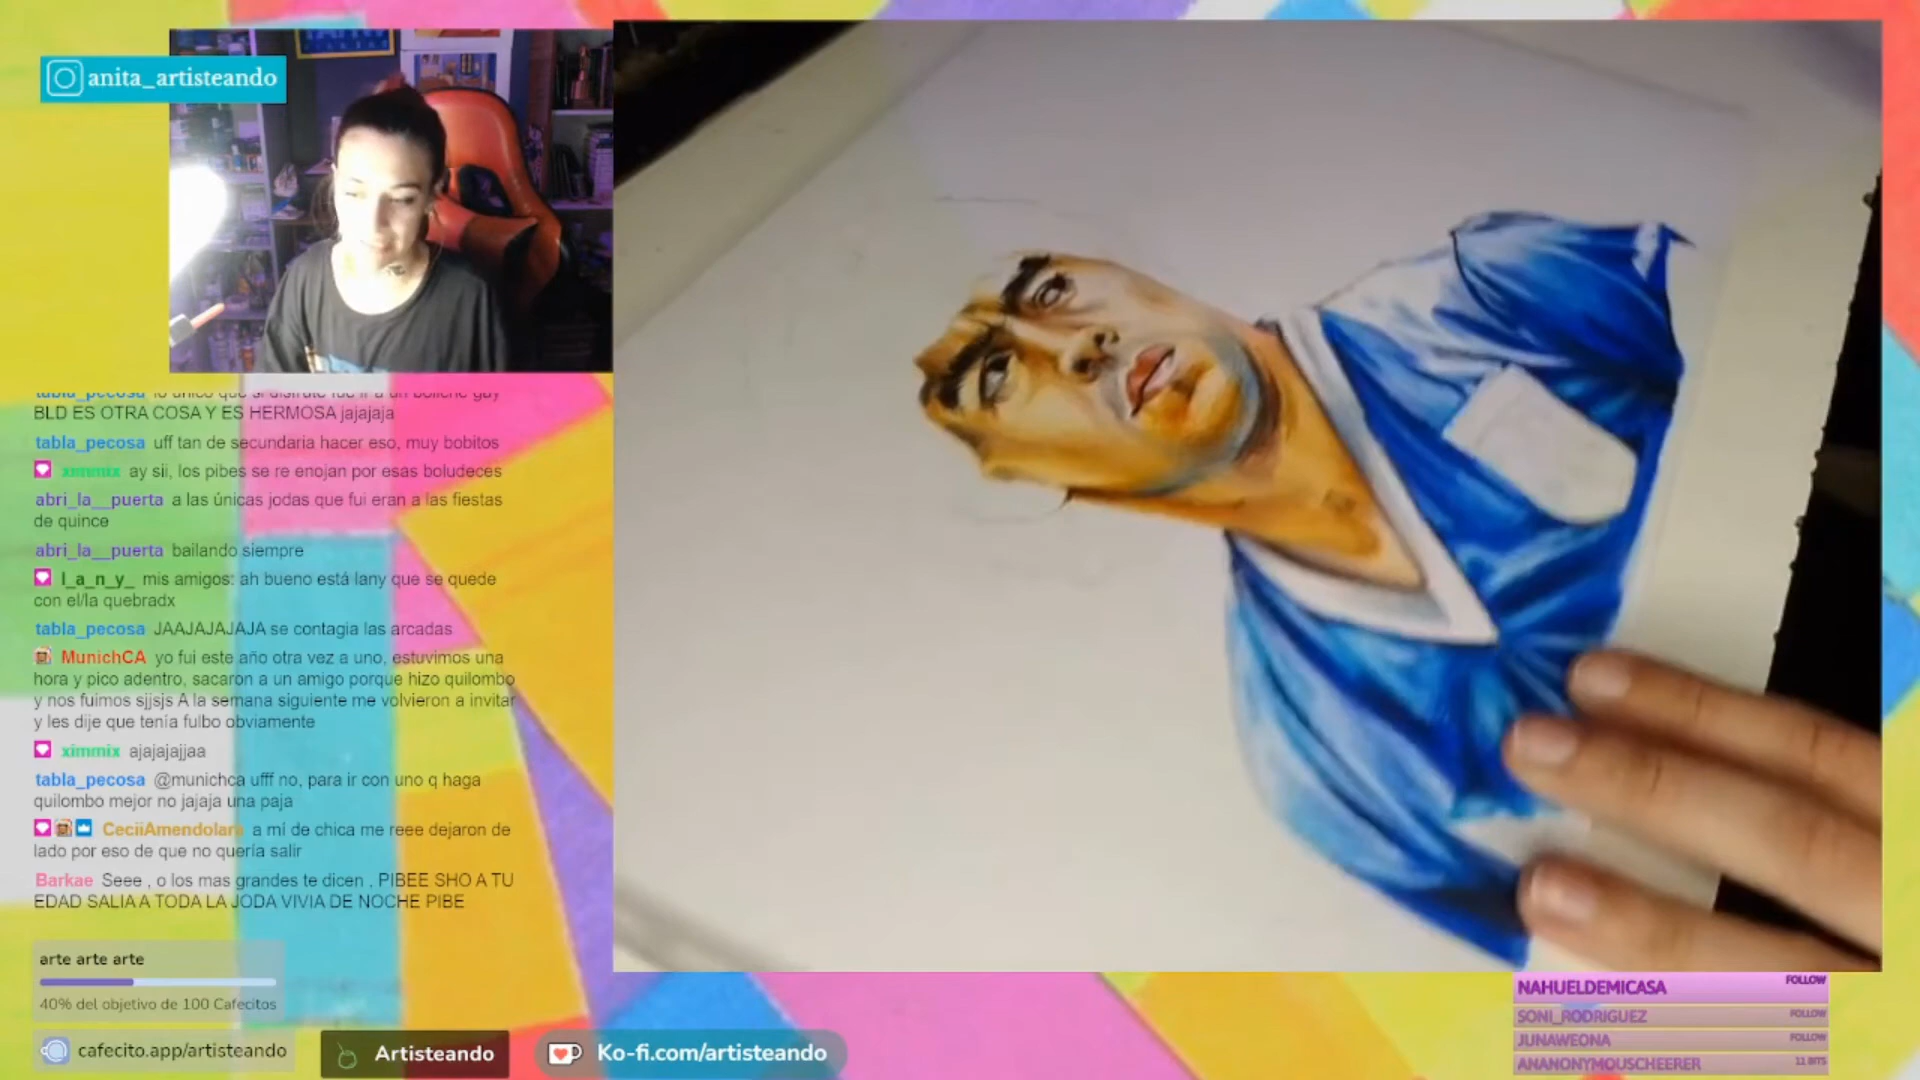 anita_artisteando
BLD ES OTRA COSA Y ES HERMOSA jajajaja
tabla_pecosa uff tan de secundaria hacer eso, muy bobitos
ximmix ay sii, los pibes se re enojan por esas boludeces
abri_la__puerta a las únicas jodas que fui eran a las fiestas
de quince
abri_la__puerta bailando siempre
l_a_n_y_ mis amigos: ah bueno está lany que se quede
con el/la quebradx
tabla_pecosa JAAJAJAJAJA se contagia las arcadas
MunichCA yo fui este año otra vez a uno, estuvimos una
hora y pico adentro, sacaron a un amigo porque hizo quilombo
y nos fuimos sjjsjs A la semana siguiente me volvieron a invitar
y les dije que tenía fulbo obviamente
ximmix ajajajajjaa
tabla_pecosa @munichca ufff no, para ir con uno q haga
quilombo mejor no jajaja una paja
CeciiAmendolara a mí de chica me reee dejaron de
lado por eso de que no quería salir
Barkae Seee , o los mas grandes te dicen . PIBEE SHO A TU
EDAD SALIA A TODA LA JODA VIVIA DE NOCHE PIBE
arte arte arte
40% del objetivo de 100 Cafecitos
cafecito.app/artisteando
Artisteando
Ko-fi.com/artisteando
NAHUELDEMICASA FOLLOW
SONI_RODRIGUEZ FOLLOW
JUNAWEONA FOLLOW
ANANONYMOUSCHEERER 11 BITS